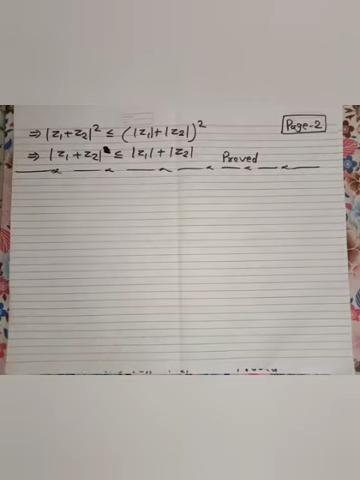 Page-2
⇒ |z₁+z₂|² ≤ (|z₁|+|z₂|)²
⇒ |z₁+z₂| ≤ |z₁|+|z₂| Proved